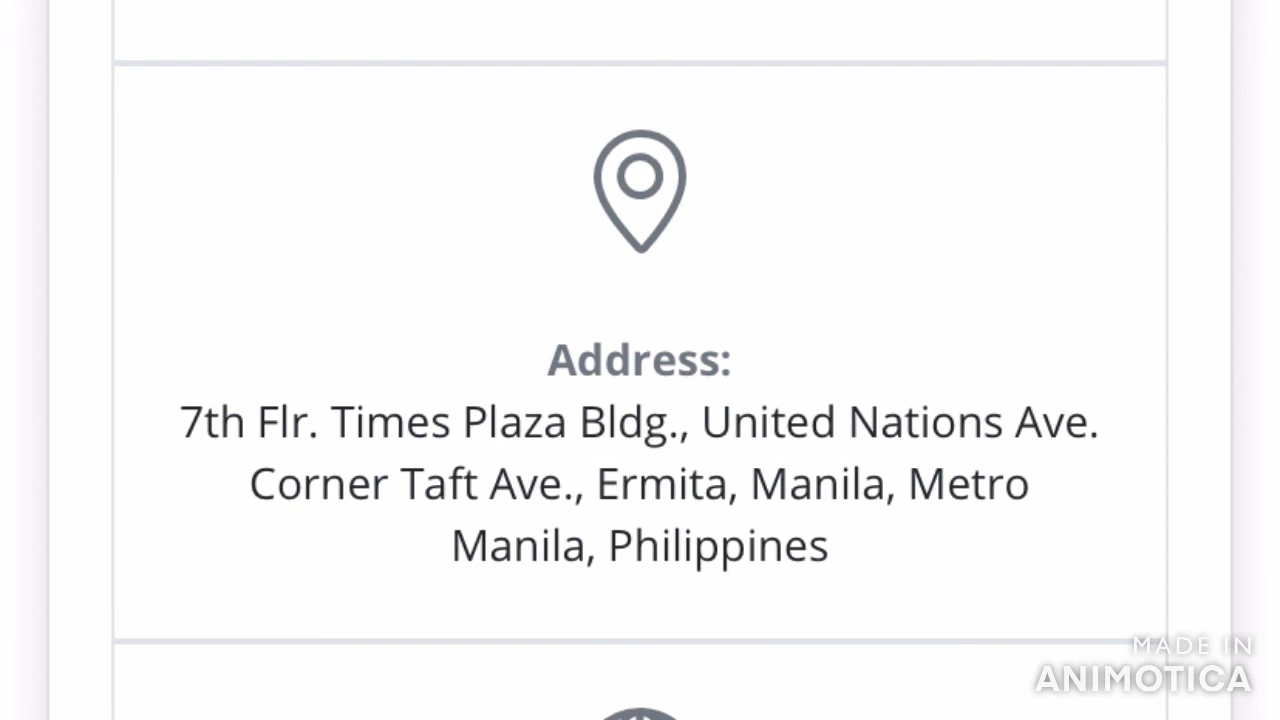 Address:
7th Flr. Times Plaza Bldg., United Nations Ave.
Corner Taft Ave., Ermita, Manila, Metro
Manila, Philippines
MADE IN
ANIMOTICA